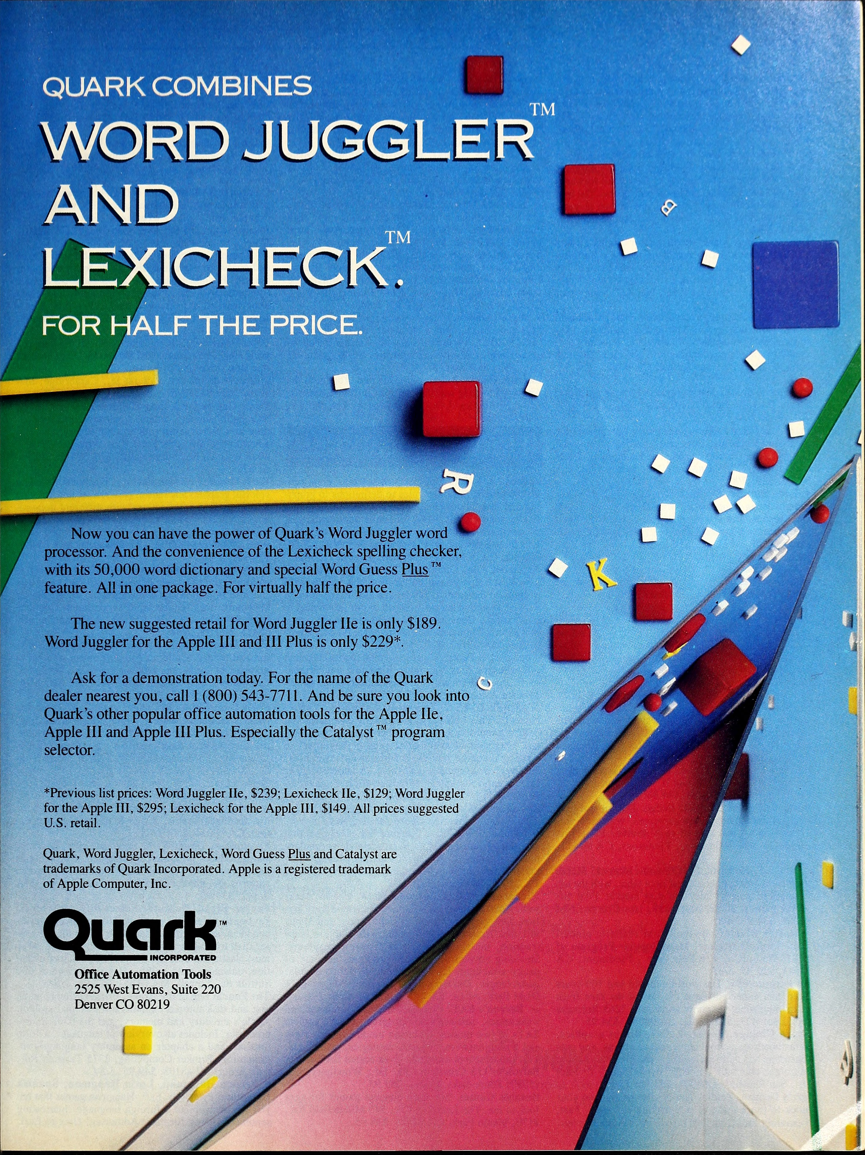 QUARK COMBINES
WORD JUGGLER™
AND
LEXICHECK™.
FOR HALF THE PRICE.
B
R
K
C
Now you can have the power of Quark's Word Juggler word
processor. And the convenience of the Lexicheck spelling checker,
with its 50,000 word dictionary and special Word Guess Plus™
feature. All in one package. For virtually half the price.
The new suggested retail for Word Juggler IIe is only $189.
Word Juggler for the Apple III and III Plus is only $229*.
Ask for a demonstration today. For the name of the Quark
dealer nearest you, call 1 (800) 543-7711. And be sure you look into
Quark's other popular office automation tools for the Apple IIe,
Apple III and Apple III Plus. Especially the Catalyst™ program
selector.
*Previous list prices: Word Juggler IIe, $239; Lexicheck IIe, $129; Word Juggler
for the Apple III, $295; Lexicheck for the Apple III, $149. All prices suggested
U.S. retail.
Quark, Word Juggler, Lexicheck, Word Guess Plus and Catalyst are
trademarks of Quark Incorporated. Apple is a registered trademark
of Apple Computer, Inc.
Quark™
INCORPORATED
Office Automation Tools
2525 West Evans, Suite 220
Denver CO 80219